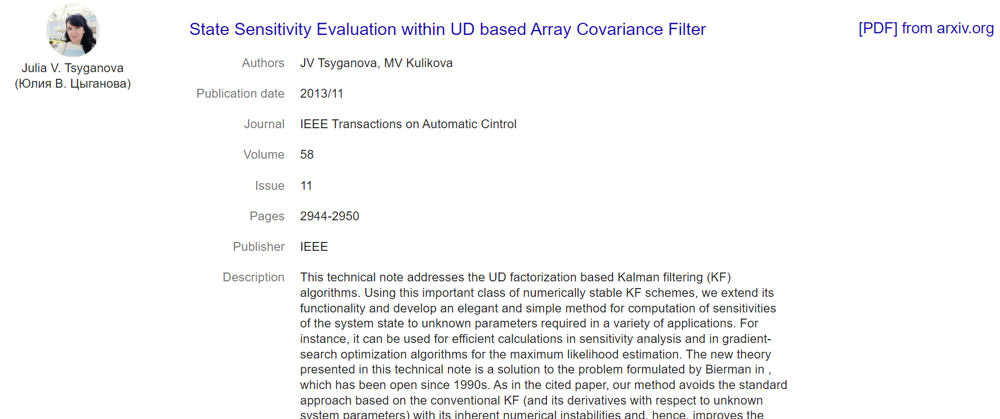 Julia V. Tsyganova
(Юлия В. Цыганова)
State Sensitivity Evaluation within UD based Array Covariance Filter
[PDF] from arxiv.org
Authors JV Tsyganova, MV Kulikova
Publication date 2013/11
Journal IEEE Transactions on Automatic Cintrol
Volume 58
Issue 11
Pages 2944-2950
Publisher IEEE
Description This technical note addresses the UD factorization based Kalman filtering (KF)
algorithms. Using this important class of numerically stable KF schemes, we extend its
functionality and develop an elegant and simple method for computation of sensitivities
of the system state to unknown parameters required in a variety of applications. For
instance, it can be used for efficient calculations in sensitivity analysis and in gradient-
search optimization algorithms for the maximum likelihood estimation. The new theory
presented in this technical note is a solution to the problem formulated by Bierman in ,
which has been open since 1990s. As in the cited paper, our method avoids the standard
approach based on the conventional KF (and its derivatives with respect to unknown
system parameters) with its inherent numerical instabilities and, hence, improves the